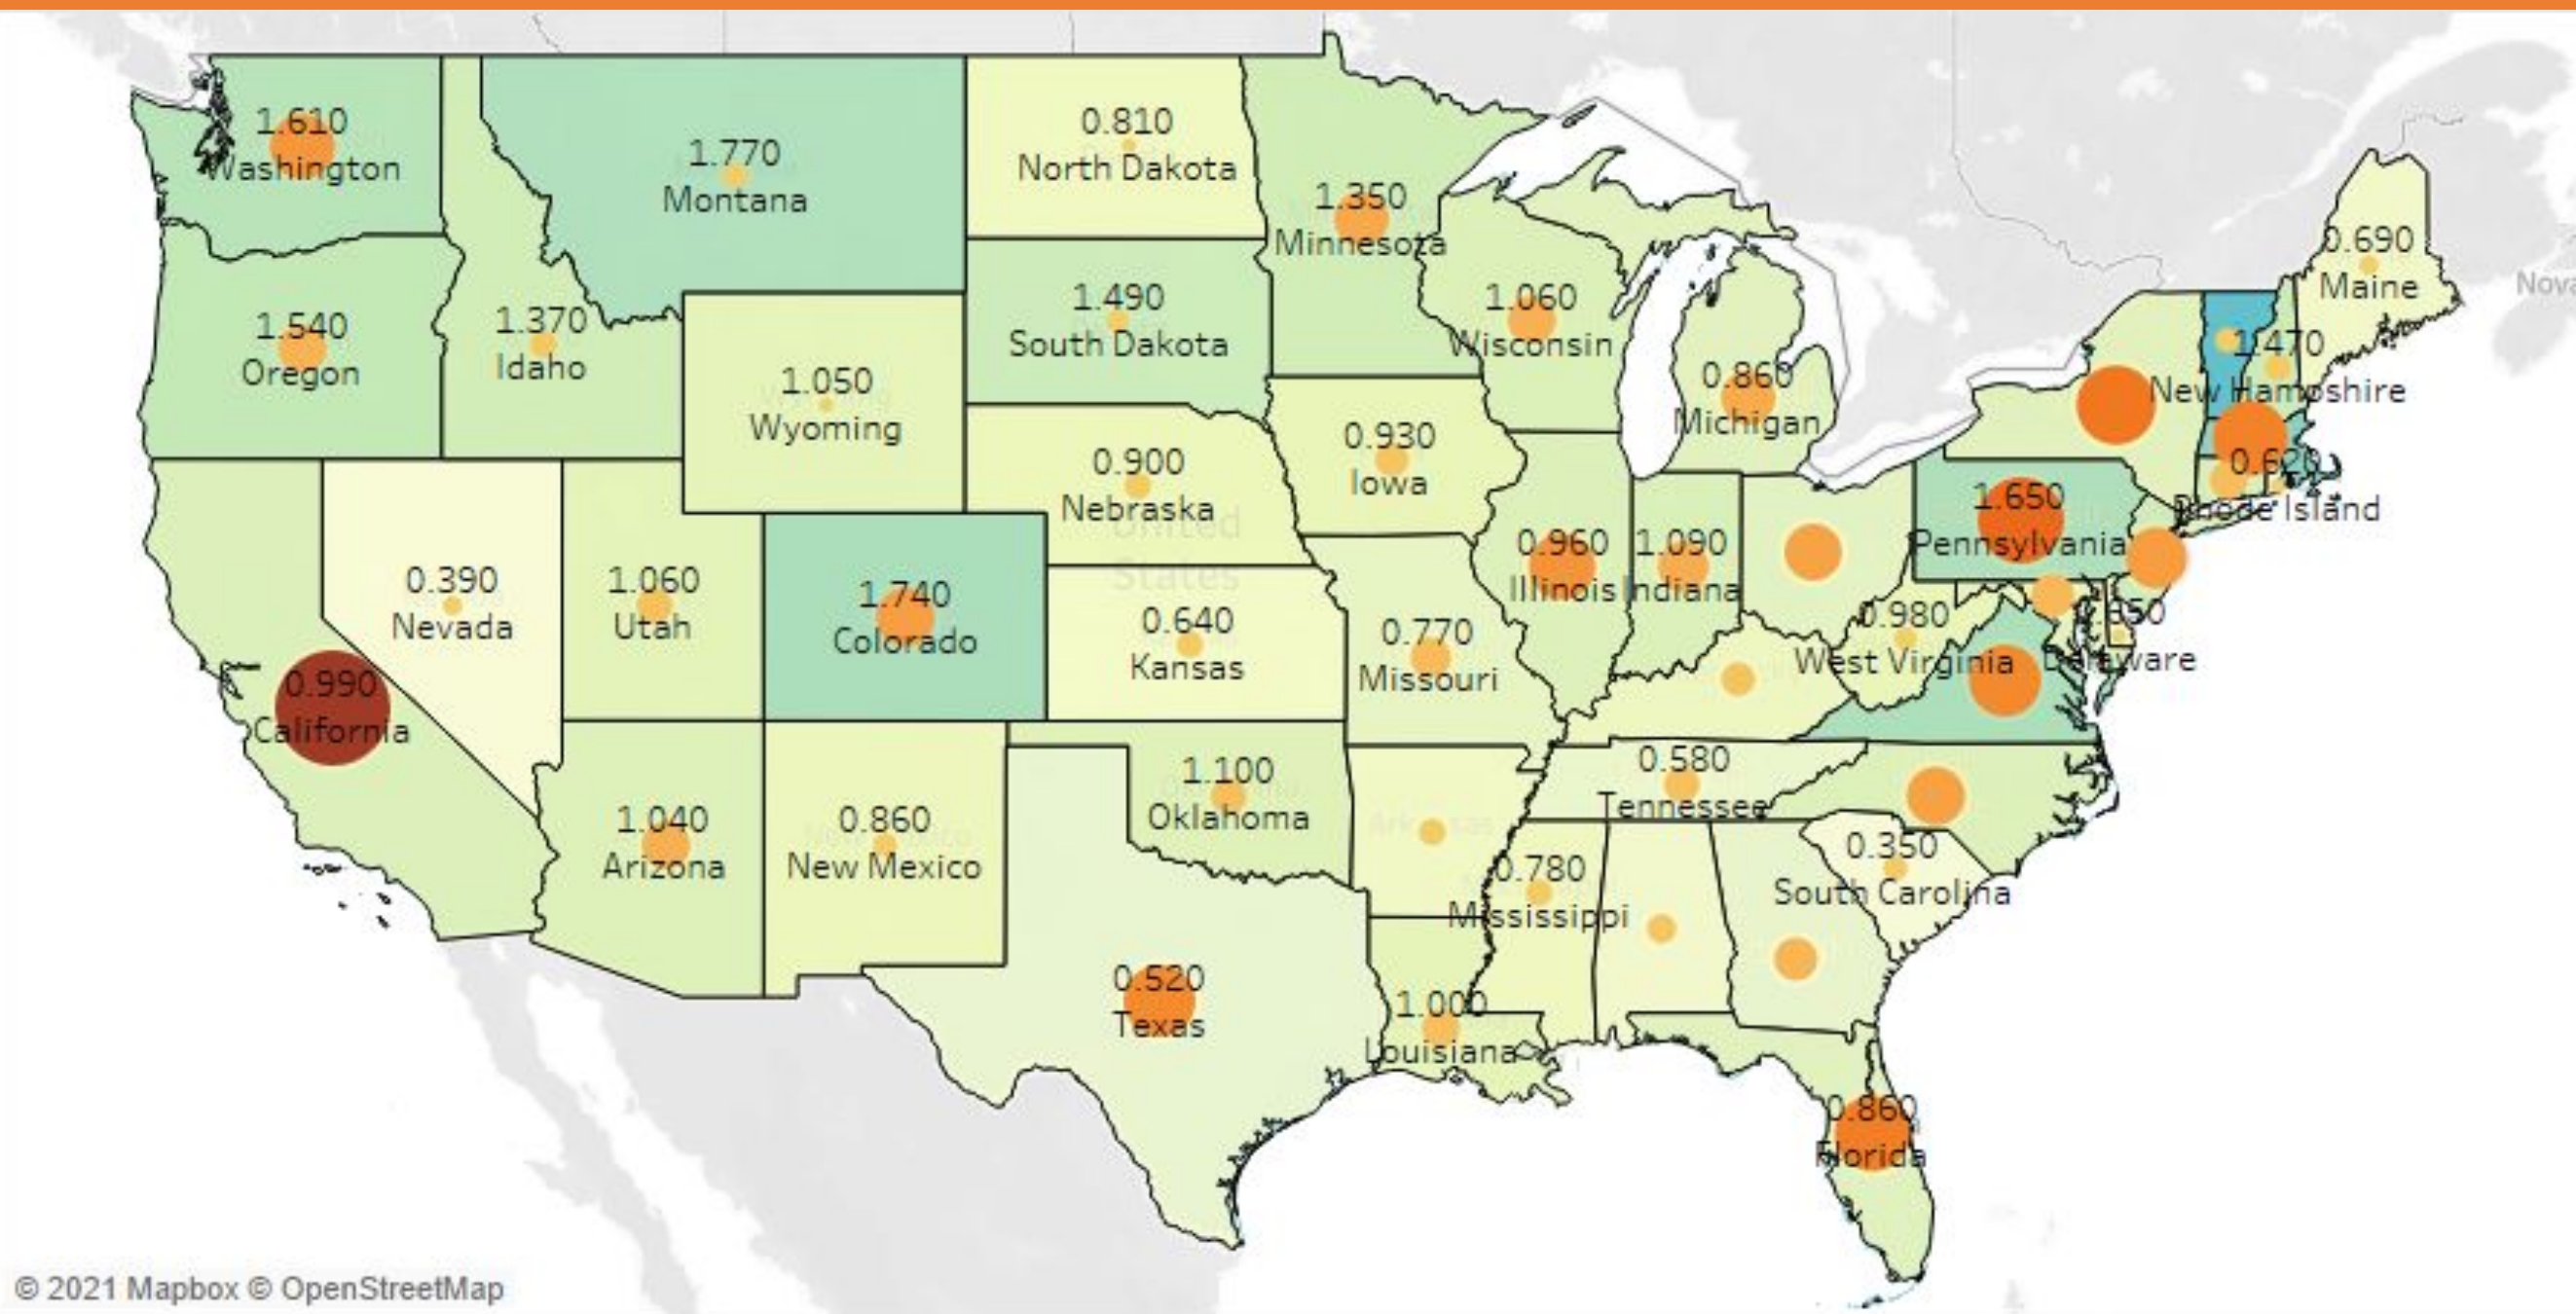 1.610
Washington
1.770
Montana
0.810
North Dakota
1.350
Minnesota
0.690
Maine
Nova
1.540
Oregon
1.370
Idaho
1.490
South Dakota
1.060
Wisconsin
1.470
New Hampshire
1.050
Wyoming
0.860
Michigan
0.930
Iowa
0.900
Nebraska
United
States
0.620
Rhode Island
1.650
Pennsylvania
0.960
Illinois
1.090
Indiana
0.390
Nevada
1.060
Utah
1.740
Colorado
0.640
Kansas
0.770
Missouri
0.980
West Virginia
Delaware
0.990
California
0.580
Tennessee
1.040
Arizona
0.860
New Mexico
1.100
Oklahoma
Arkansas
0.780
Mississippi
0.350
South Carolina
0.520
Texas
1.000
Louisiana
0.860
Florida
© 2021 Mapbox © OpenStreetMap